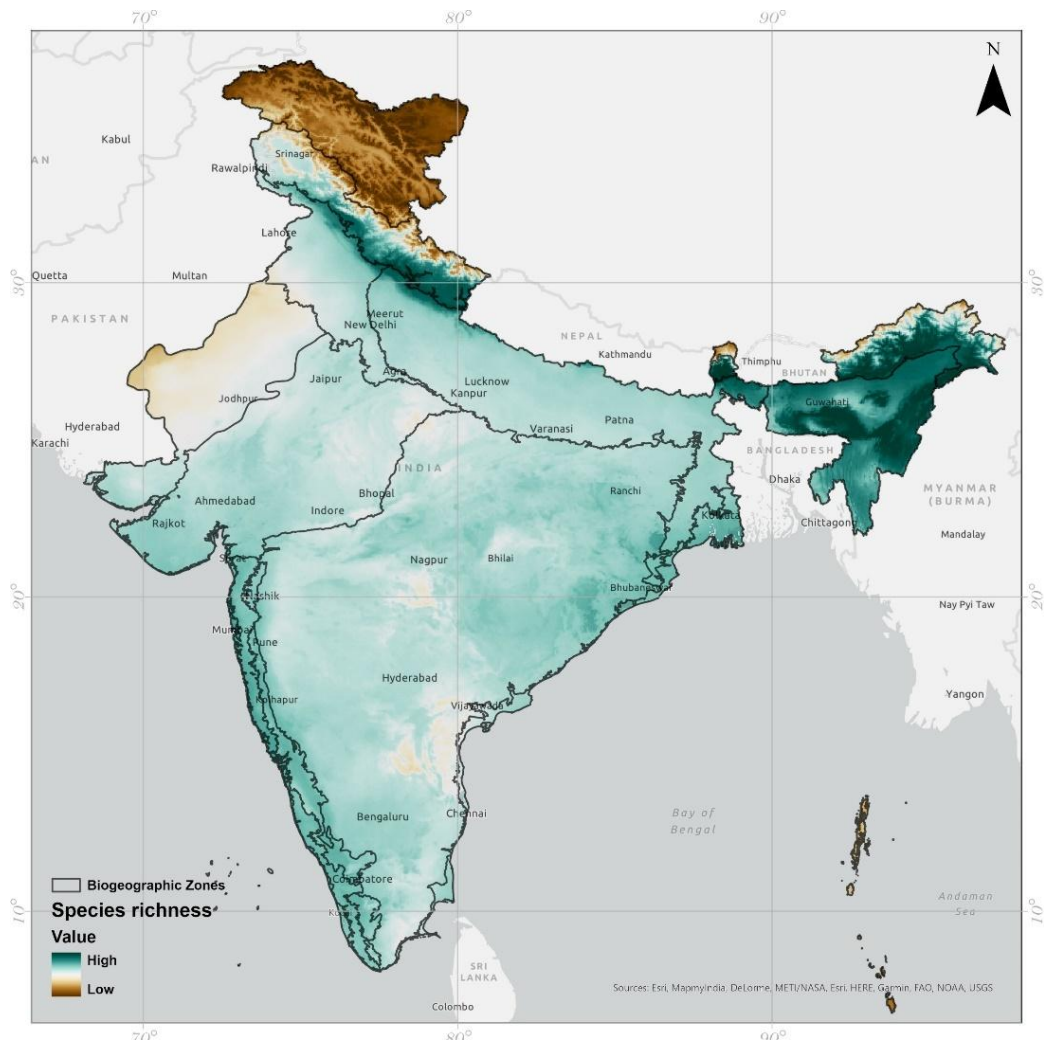 70°
80°
90°
N
Kabul
AN
Srinagar
Rawalpindi
Lahore
Quetta
Multan
30°
30°
PAKISTAN
Meerut
New Delhi
NEPAL
Kathmandu
Thimphu
BHUTAN
Jaipur
Agra
Lucknow
Kanpur
Guwahati
Jodhpur
Hyderabad
Karachi
Varanasi
Patna
BANGLADESH
INDIA
Dhaka
MYANMAR
(BURMA)
Ahmedabad
Bhopal
Ranchi
Indore
Rajkot
Kolkata
Chittagong
Mandalay
Nagpur
Bhilai
Bhubaneswar
20°
20°
Nashik
Nay Pyi Taw
Mumbai
Pune
Hyderabad
Kolhapur
Vijayawada
Yangon
Bengaluru
Chennai
Bay of
Bengal
Coimbatore
Biogeographic Zones
Andaman
Sea
10°
10°
Species richness
Value
High
Low
SRI
LANKA
Sources: Esri, MapmyIndia, DeLorme, METI/NASA, Esri, HERE, Garmin, FAO, NOAA, USGS
Colombo
70°
80°
90°